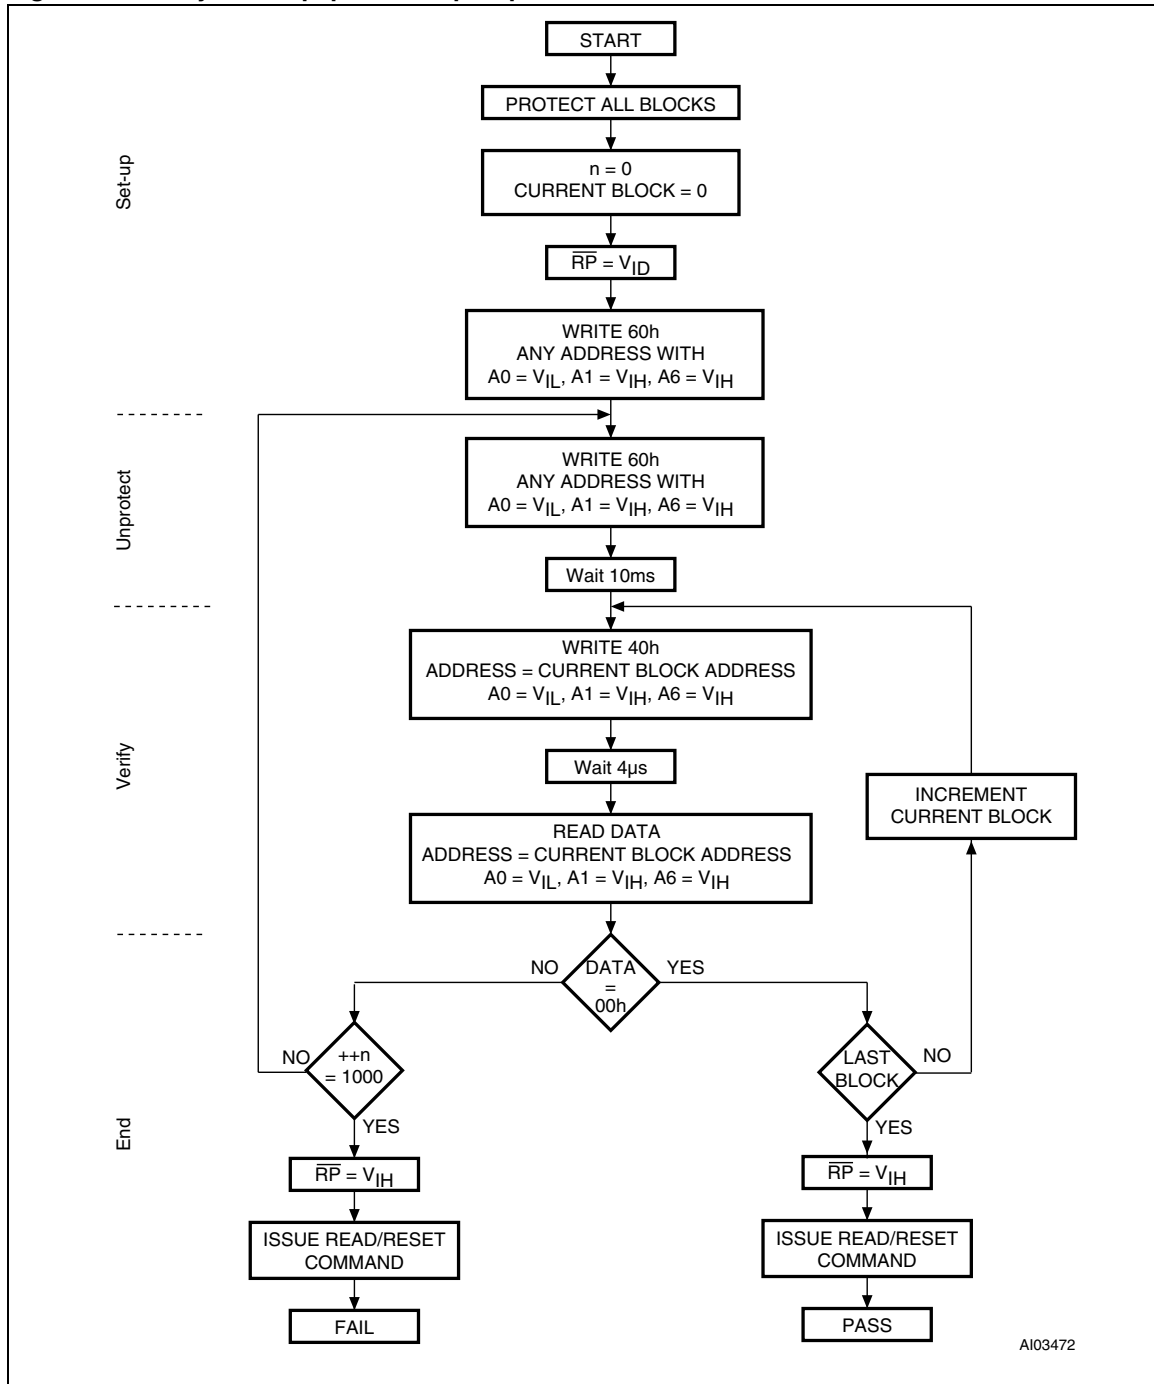 START
PROTECT ALL BLOCKS
Set-up
n = 0
CURRENT BLOCK = 0
RP = VID
WRITE 60h
ANY ADDRESS WITH
A0 = VIL, A1 = VIH, A6 = VIH
Unprotect
WRITE 60h
ANY ADDRESS WITH
A0 = VIL, A1 = VIH, A6 = VIH
Wait 10ms
Verify
WRITE 40h
ADDRESS = CURRENT BLOCK ADDRESS
A0 = VIL, A1 = VIH, A6 = VIH
Wait 4µs
INCREMENT
CURRENT BLOCK
READ DATA
ADDRESS = CURRENT BLOCK ADDRESS
A0 = VIL, A1 = VIH, A6 = VIH
End
NO
DATA
=
00h
YES
NO
++n
= 1000
YES
LAST
BLOCK
NO
YES
RP = VIH
RP = VIH
ISSUE READ/RESET
COMMAND
ISSUE READ/RESET
COMMAND
FAIL
PASS
AI03472